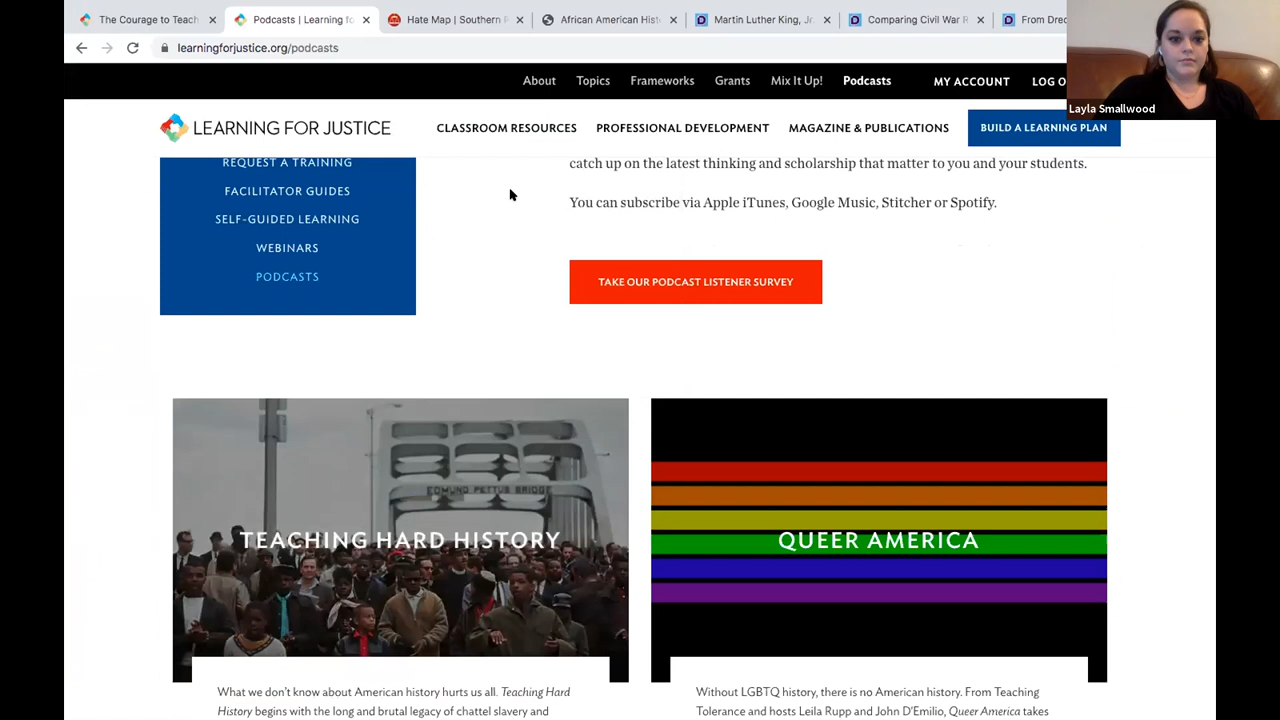 The Courage to Teach
Podcasts | Learning fo
Hate Map | Southern P
African American Hist
Martin Luther King, Jr
Comparing Civil War R
From Dred
learningforjustice.org/podcasts
Layla Smallwood
About Topics Frameworks Grants Mix It Up! Podcasts MY ACCOUNT LOG O
LEARNING FOR JUSTICE
CLASSROOM RESOURCES PROFESSIONAL DEVELOPMENT MAGAZINE & PUBLICATIONS BUILD A LEARNING PLAN
REQUEST A TRAINING
FACILITATOR GUIDES
SELF-GUIDED LEARNING
WEBINARS
PODCASTS
catch up on the latest thinking and scholarship that matter to you and your students.
You can subscribe via Apple iTunes, Google Music, Stitcher or Spotify.
TAKE OUR PODCAST LISTENER SURVEY
EDMUND PETTUS BRIDGE
TEACHING HARD HISTORY
What we don't know about American history hurts us all. Teaching Hard
History begins with the long and brutal legacy of chattel slavery and
QUEER AMERICA
Without LGBTQ history, there is no American history. From Teaching
Tolerance and hosts Leila Rupp and John D'Emilio, Queer America takes